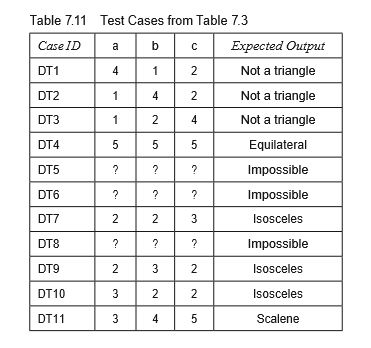 Table 7.11 Test Cases from Table 7.3
Case ID a b c Expected Output
DT1 4 1 2 Not a triangle
DT2 1 4 2 Not a triangle
DT3 1 2 4 Not a triangle
DT4 5 5 5 Equilateral
DT5 ? ? ? Impossible
DT6 ? ? ? Impossible
DT7 2 2 3 Isosceles
DT8 ? ? ? Impossible
DT9 2 3 2 Isosceles
DT10 3 2 2 Isosceles
DT11 3 4 5 Scalene